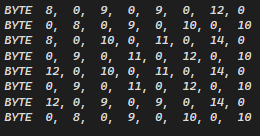 BYTE 8, 0, 9, 0, 9, 0, 12, 0
BYTE 0, 8, 0, 9, 0, 10, 0, 10
BYTE 8, 0, 10, 0, 11, 0, 14, 0
BYTE 0, 9, 0, 11, 0, 12, 0, 10
BYTE 12, 0, 10, 0, 11, 0, 14, 0
BYTE 0, 9, 0, 11, 0, 12, 0, 10
BYTE 12, 0, 9, 0, 9, 0, 14, 0
BYTE 0, 8, 0, 9, 0, 10, 0, 10